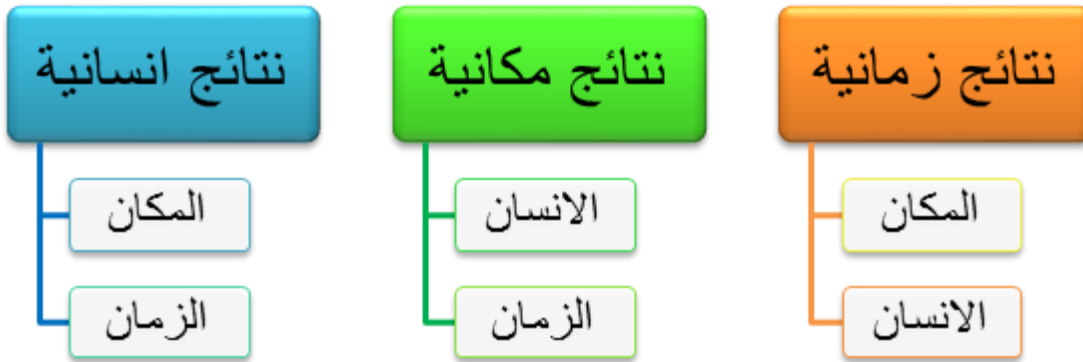 نتائج زمانية
المكان
الانسان
نتائج مكانية
الانسان
الزمان
نتائج انسانية
المكان
الزمان